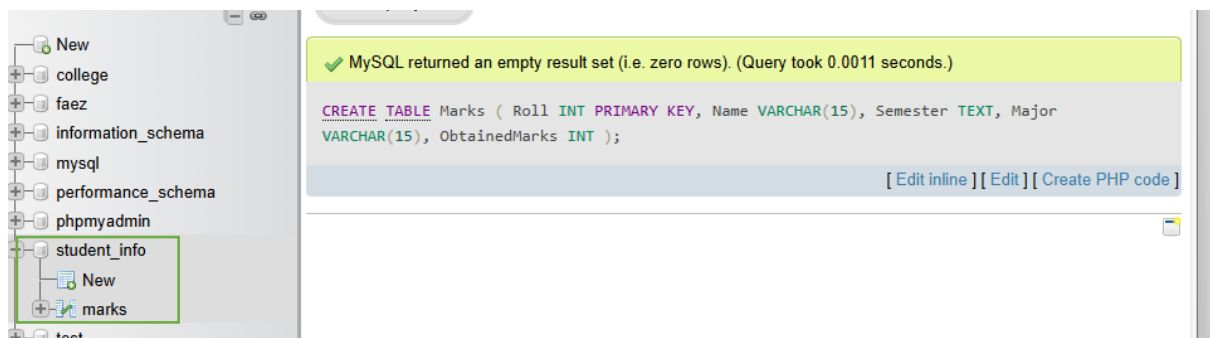 New
college
faez
information_schema
mysql
performance_schema
phpmyadmin
student_info
New
marks
MySQL returned an empty result set (i.e. zero rows). (Query took 0.0011 seconds.)
CREATE TABLE Marks ( Roll INT PRIMARY KEY, Name VARCHAR(15), Semester TEXT, Major
VARCHAR(15), ObtainedMarks INT );
[ Edit inline ] [ Edit ] [ Create PHP code ]